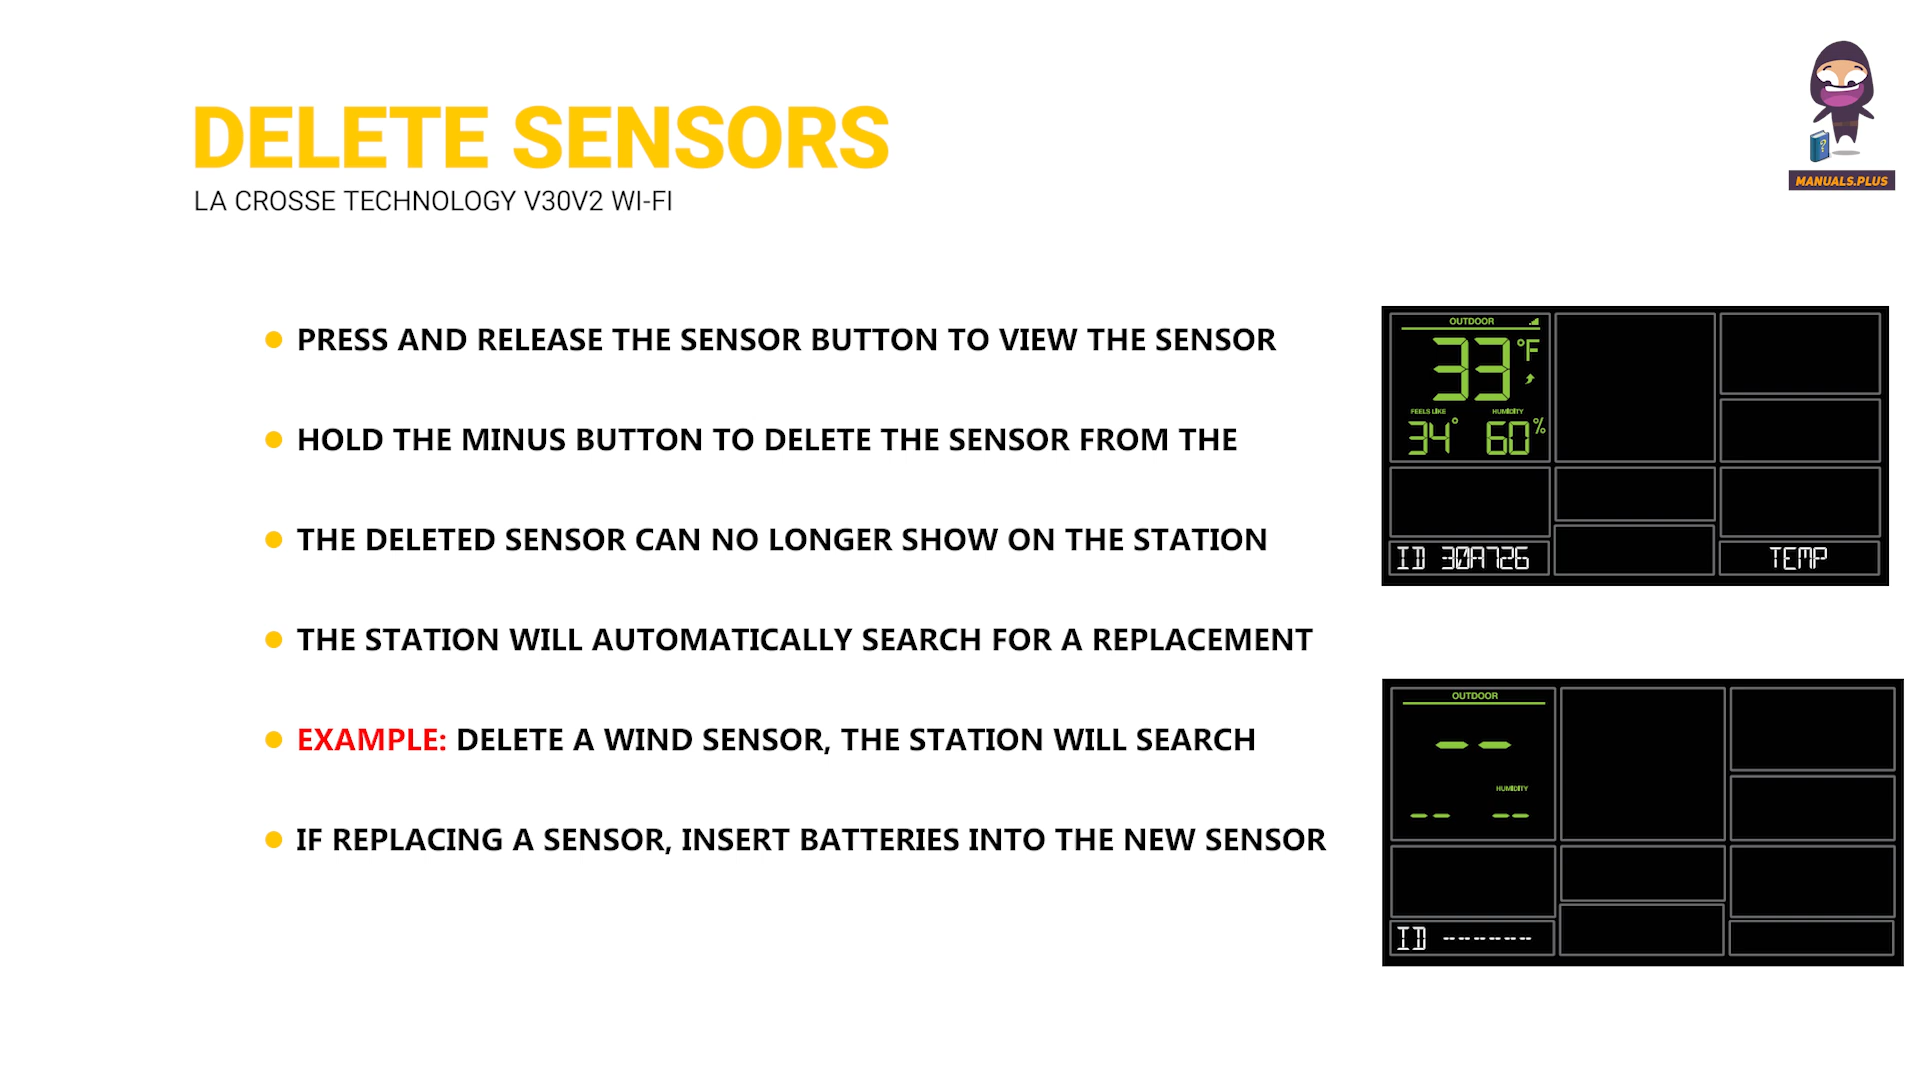 DELETE SENSORS
LA CROSSE TECHNOLOGY V30V2 WI-FI
MANUALS.PLUS
PRESS AND RELEASE THE SENSOR BUTTON TO VIEW THE SENSOR
HOLD THE MINUS BUTTON TO DELETE THE SENSOR FROM THE
THE DELETED SENSOR CAN NO LONGER SHOW ON THE STATION
THE STATION WILL AUTOMATICALLY SEARCH FOR A REPLACEMENT
EXAMPLE: DELETE A WIND SENSOR, THE STATION WILL SEARCH
IF REPLACING A SENSOR, INSERT BATTERIES INTO THE NEW SENSOR
OUTDOOR
33 °F
FEELS LIKE HUMIDITY
34° 60%
ID 30A726 TEMP
OUTDOOR
-- 
HUMIDITY
-- --
ID -------